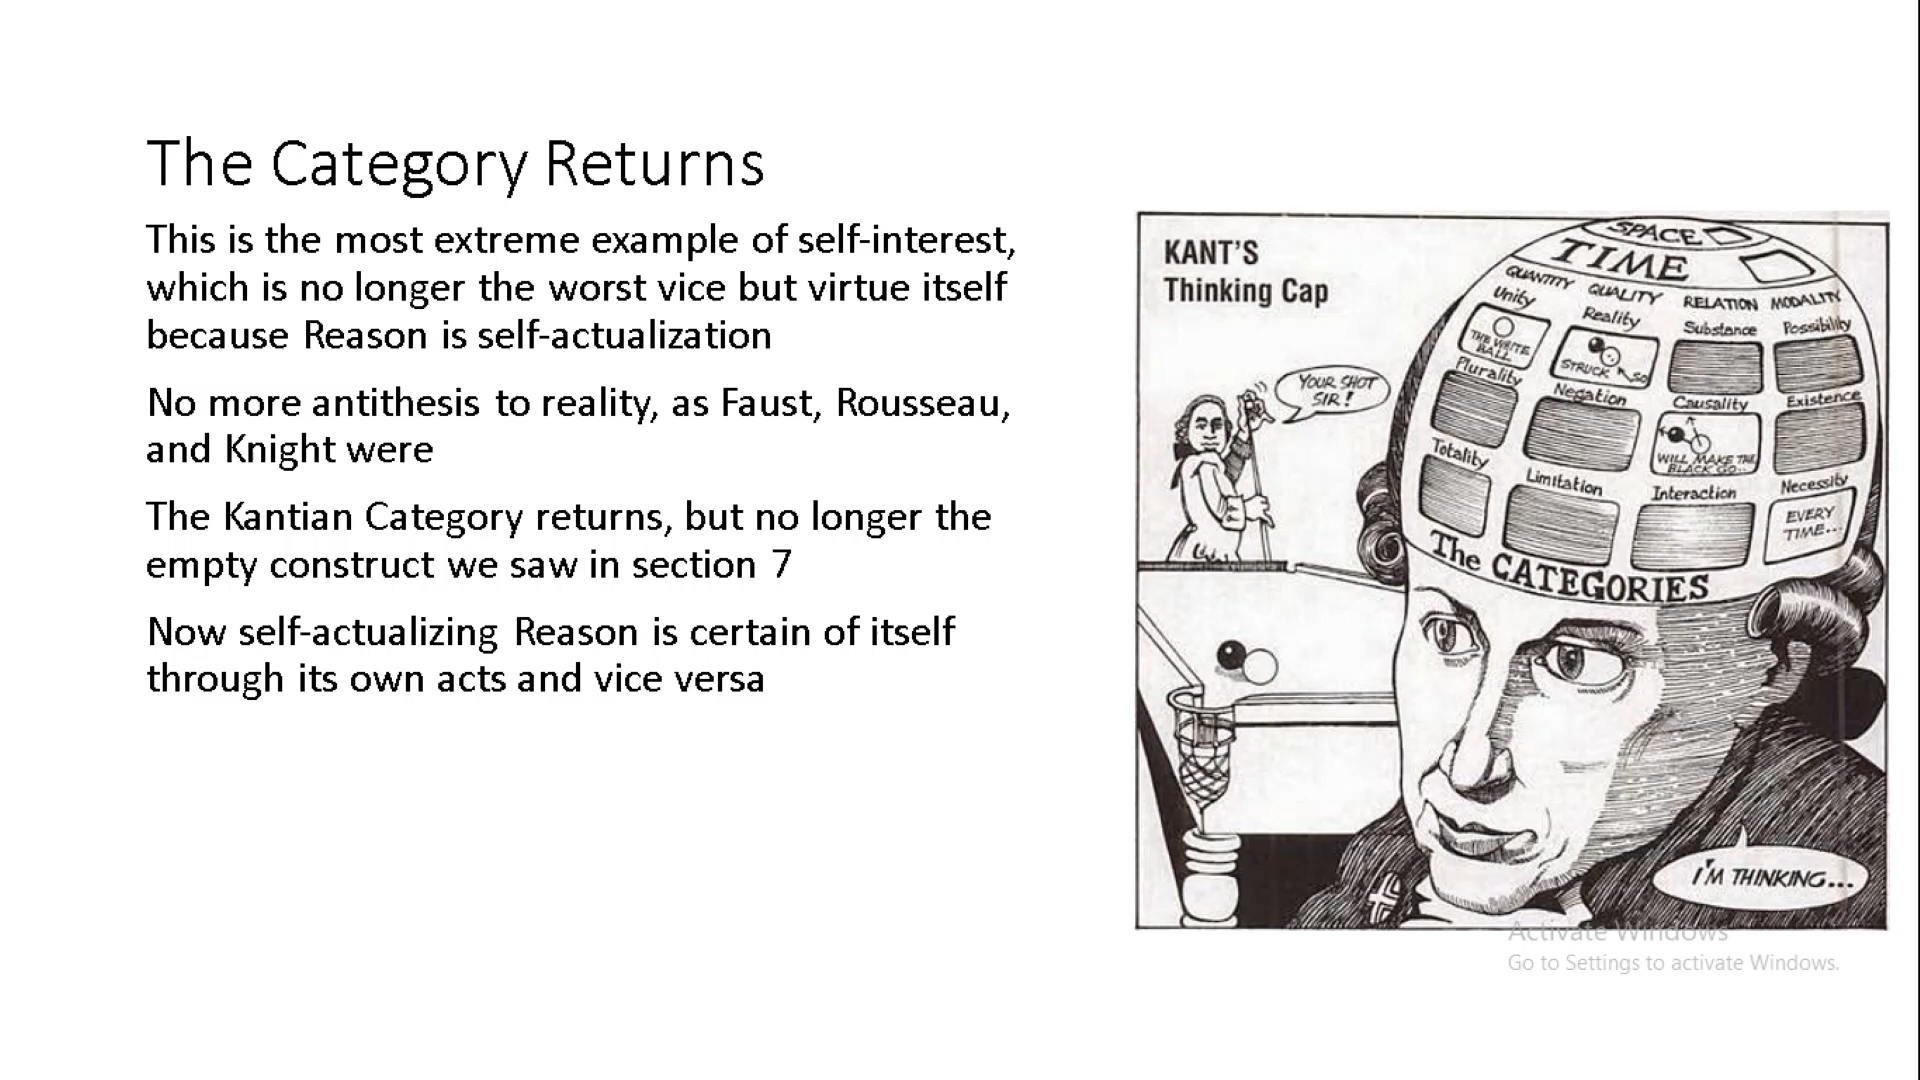 The Category Returns
This is the most extreme example of self-interest,
which is no longer the worst vice but virtue itself
because Reason is self-actualization
No more antithesis to reality, as Faust, Rousseau,
and Knight were
The Kantian Category returns, but no longer the
empty construct we saw in section 7
Now self-actualizing Reason is certain of itself
through its own acts and vice versa
KANT'S
Thinking Cap
YOUR SHOT
SIR!
SPACE
TIME
QUANTITY QUALITY RELATION MODALITY
Unity Reality Substance Possibility
THE WHITE
BALL
STRUCK SO
Plurality Negation Causality Existence
WILL MAKE THE
BLACK GO...
Totality Limitation Interaction Necessity
EVERY
TIME...
The CATEGORIES
I'M THINKING...
Activate Windows
Go to Settings to activate Windows.